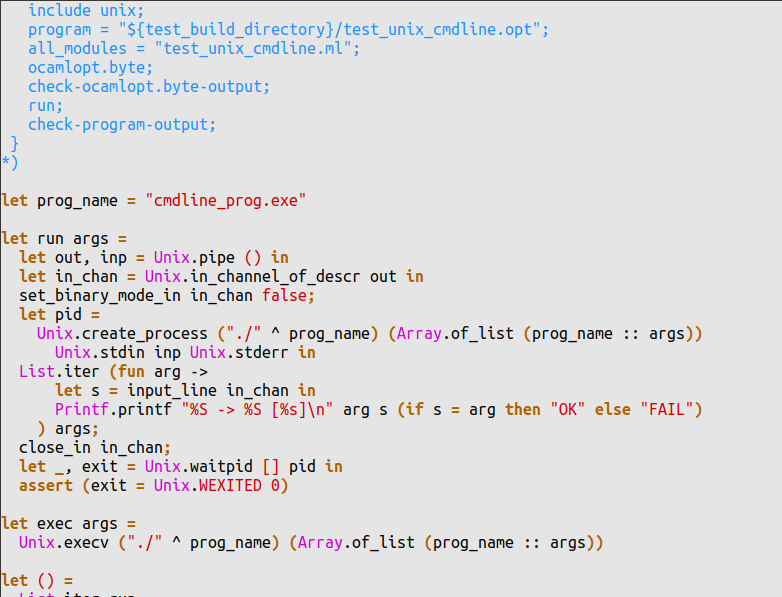 include unix;
program = "${test_build_directory}/test_unix_cmdline.opt";
all_modules = "test_unix_cmdline.ml";
ocamlopt.byte;
check-ocamlopt.byte-output;
run;
check-program-output;
}
*)
let prog_name = "cmdline_prog.exe"
let run args =
let out, inp = Unix.pipe () in
let in_chan = Unix.in_channel_of_descr out in
set_binary_mode_in in_chan false;
let pid =
Unix.create_process ("./" ^ prog_name) (Array.of_list (prog_name :: args))
Unix.stdin inp Unix.stderr in
List.iter (fun arg ->
let s = input_line in_chan in
Printf.printf "%S -> %S [%s]\n" arg s (if s = arg then "OK" else "FAIL")
) args;
close_in in_chan;
let _, exit = Unix.waitpid [] pid in
assert (exit = Unix.WEXITED 0)
let exec args =
Unix.execv ("./" ^ prog_name) (Array.of_list (prog_name :: args))
let () =
List.iter run